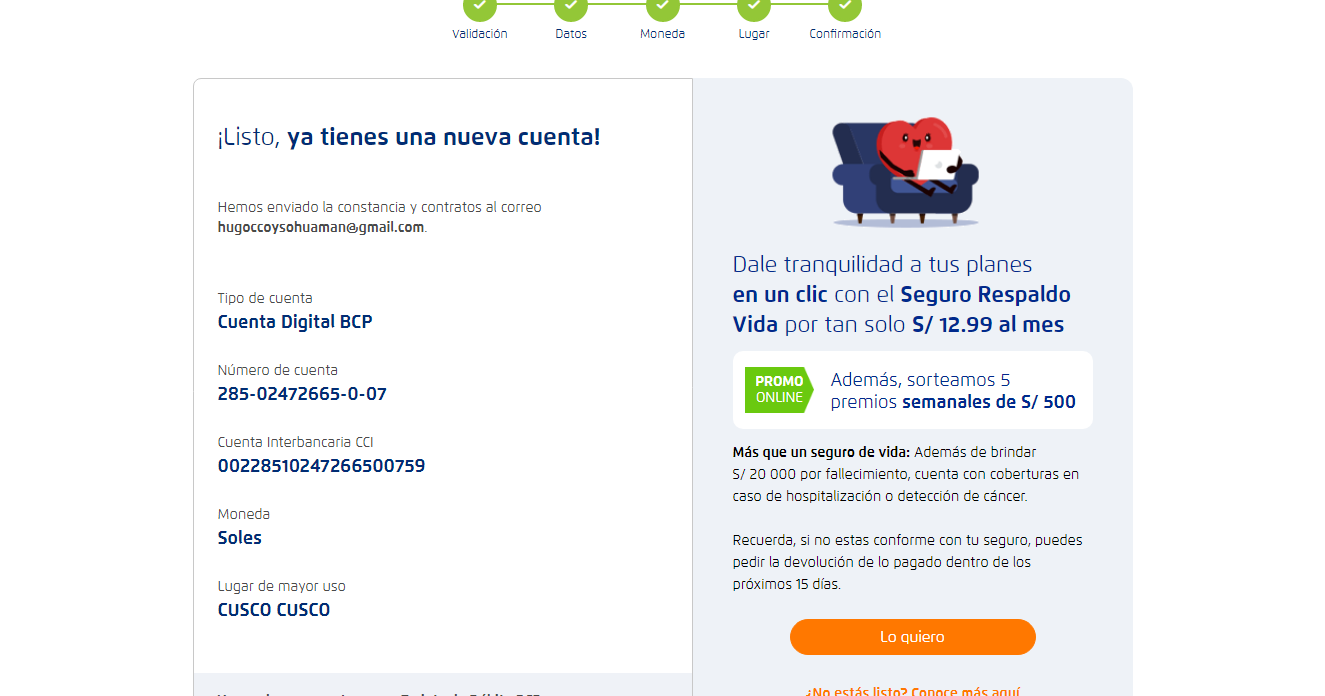 Validación
Datos
Moneda
Lugar
Confirmación
¡Listo, ya tienes una nueva cuenta!
Hemos enviado la constancia y contratos al correo
hugoccoysohuaman@gmail.com.
Tipo de cuenta
Cuenta Digital BCP
Número de cuenta
285-02472665-0-07
Cuenta Interbancaria CCI
00228510247266500759
Moneda
Soles
Lugar de mayor uso
CUSCO CUSCO
Dale tranquilidad a tus planes
en un clic con el Seguro Respaldo
Vida por tan solo S/ 12.99 al mes
PROMO
ONLINE
Además, sorteamos 5
premios semanales de S/ 500
Más que un seguro de vida: Además de brindar
S/ 20 000 por fallecimiento, cuenta con coberturas en
caso de hospitalización o detección de cáncer.
Recuerda, si no estas conforme con tu seguro, puedes
pedir la devolución de lo pagado dentro de los
próximos 15 días.
Lo quiero
¿No estás listo? Conoce más aquí